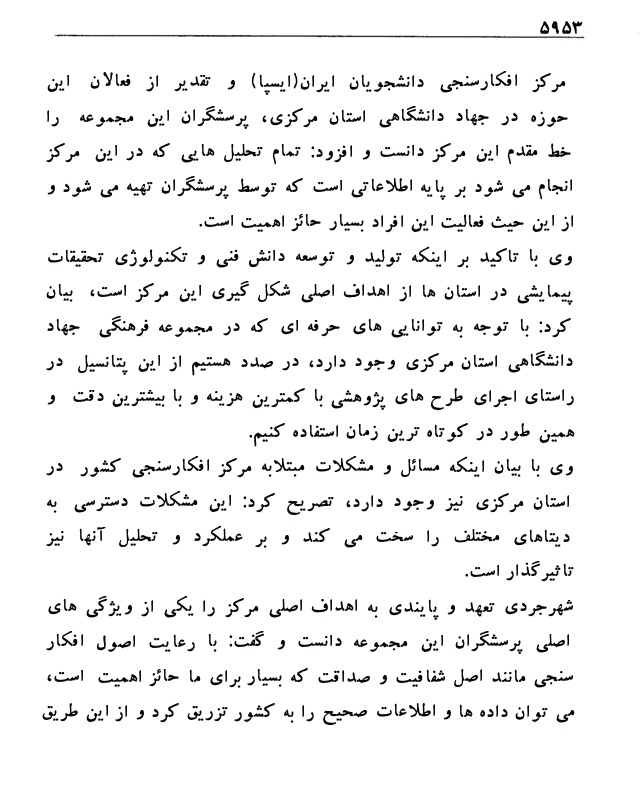 ۵۹۵۳
مرکز افکارسنجی دانشجویان ایران(ایسپا) و تقدیر از فعالان این
حوزه در جهاد دانشگاهی استان مرکزی، پرسشگران این مجموعه را
خط مقدم این مرکز دانست و افزود: تمام تحلیل هایی که در این مرکز
انجام می شود بر پایه اطلاعاتی است که توسط پرسشگران تهیه می شود و
از این حیث فعالیت این افراد بسیار حائز اهمیت است.
وی با تاکید بر اینکه تولید و توسعه دانش فنی و تکنولوژی تحقیقات
پیمایشی در استان ها از اهداف اصلی شکل گیری این مرکز است، بیان
کرد: با توجه به توانایی های حرفه ای که در مجموعه فرهنگی جهاد
دانشگاهی استان مرکزی وجود دارد، در صدد هستیم از این پتانسیل در
راستای اجرای طرح های پژوهشی با کمترین هزینه و با بیشترین دقت و
همین طور در کوتاه ترین زمان استفاده کنیم.
وی با بیان اینکه مسائل و مشکلات مبتلابه مرکز افکارسنجی کشور در
استان مرکزی نیز وجود دارد، تصریح کرد: این مشکلات دسترسی به
دیتاهای مختلف را سخت می کند و بر عملکرد و تحلیل آنها نیز
تاثیرگذار است.
شهرجردی تعهد و پایندی به اهداف اصلی مرکز را یکی از ویژگی های
اصلی پرسشگران این مجموعه دانست و گفت: با رعایت اصول افکار
سنجی مانند اصل شفافیت و صداقت که بسیار برای ما حائز اهمیت است،
می توان داده ها و اطلاعات صحیح را به کشور تزریق کرد و از این طریق